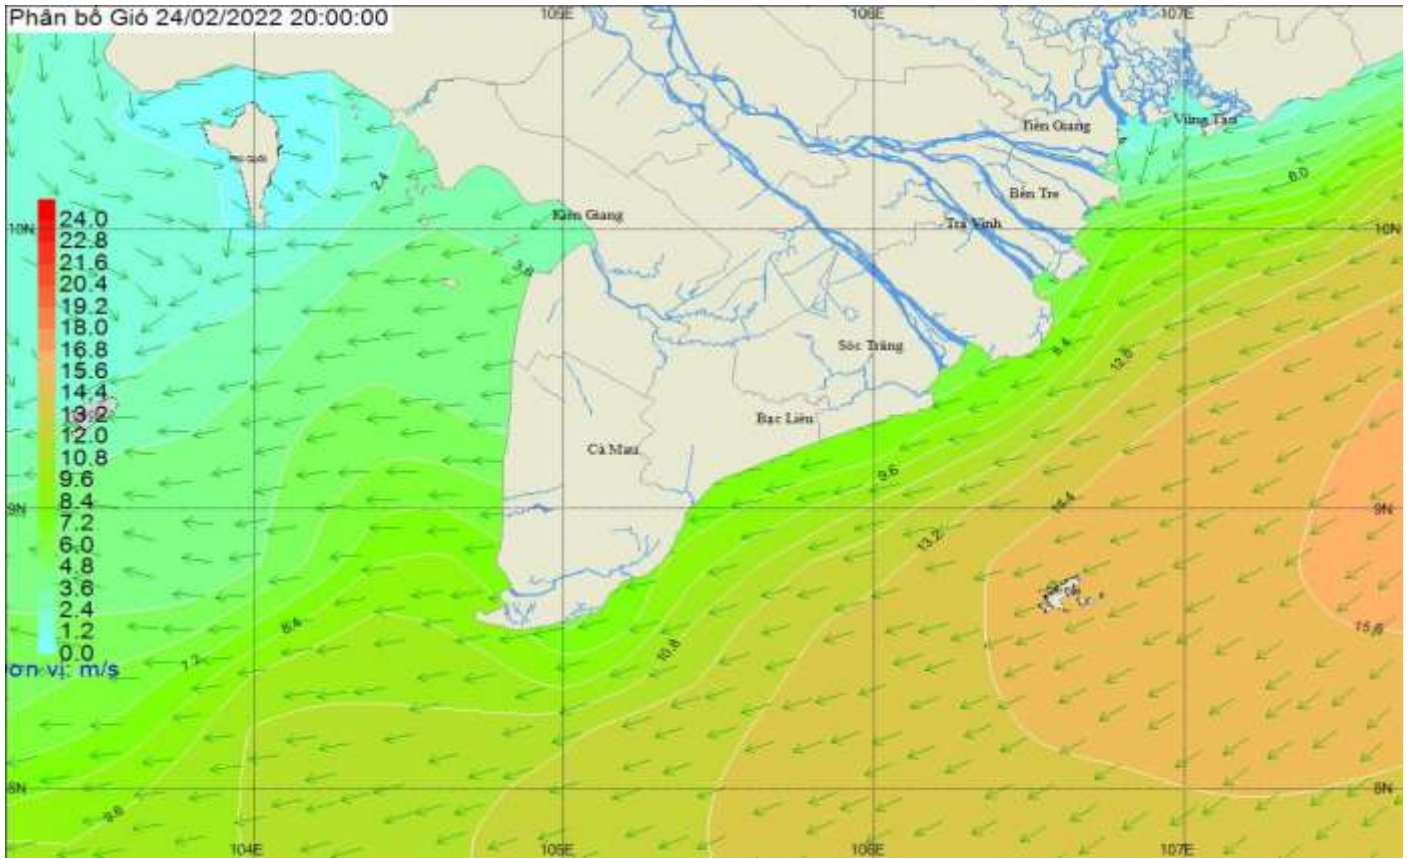 Phân bố Gió 24/02/2022 20:00:00
105E
106E
107E
Tiền Giang
Vũng Tàu
PHU QUOC
2.4
8.0
Bến Tre
Kiên Giang
Trà Vinh
10N
10N
24.0
22.8
21.6
20.4
19.2
18.0
16.8
15.6
14.4
13.2
12.0
10.8
9.6
8.4
7.2
6.0
4.8
3.6
2.4
1.2
0.0
ơn vị: m/s
3.6
Sóc Trăng
8.4
12.0
Bạc Liêu
Cà Mau
9.6
14.4
9N
9N
13.2
8.4
15.6
7.2
10.8
8N
8N
9.6
104E
105E
106E
107E